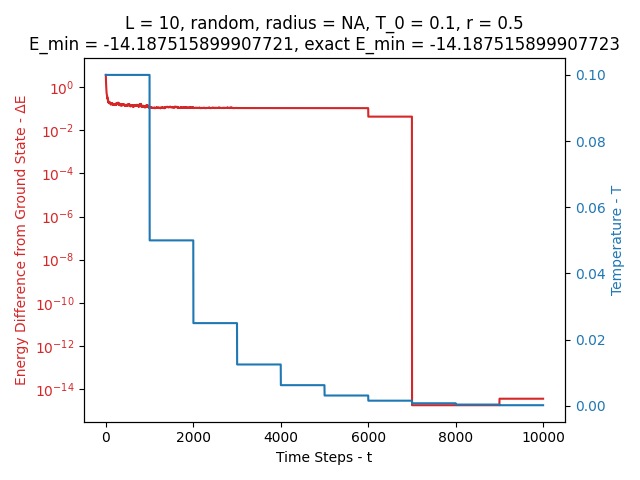 L = 10, random, radius = NA, T_0 = 0.1, r = 0.5
E_min = -14.187515899907721, exact E_min = -14.187515899907723
Energy Difference from Ground State - ΔE
10⁰
10⁻²
10⁻⁴
10⁻⁶
10⁻⁸
10⁻¹⁰
10⁻¹²
10⁻¹⁴
0.10
0.08
0.06
0.04
0.02
0.00
Temperature - T
0 2000 4000 6000 8000 10000
Time Steps - t